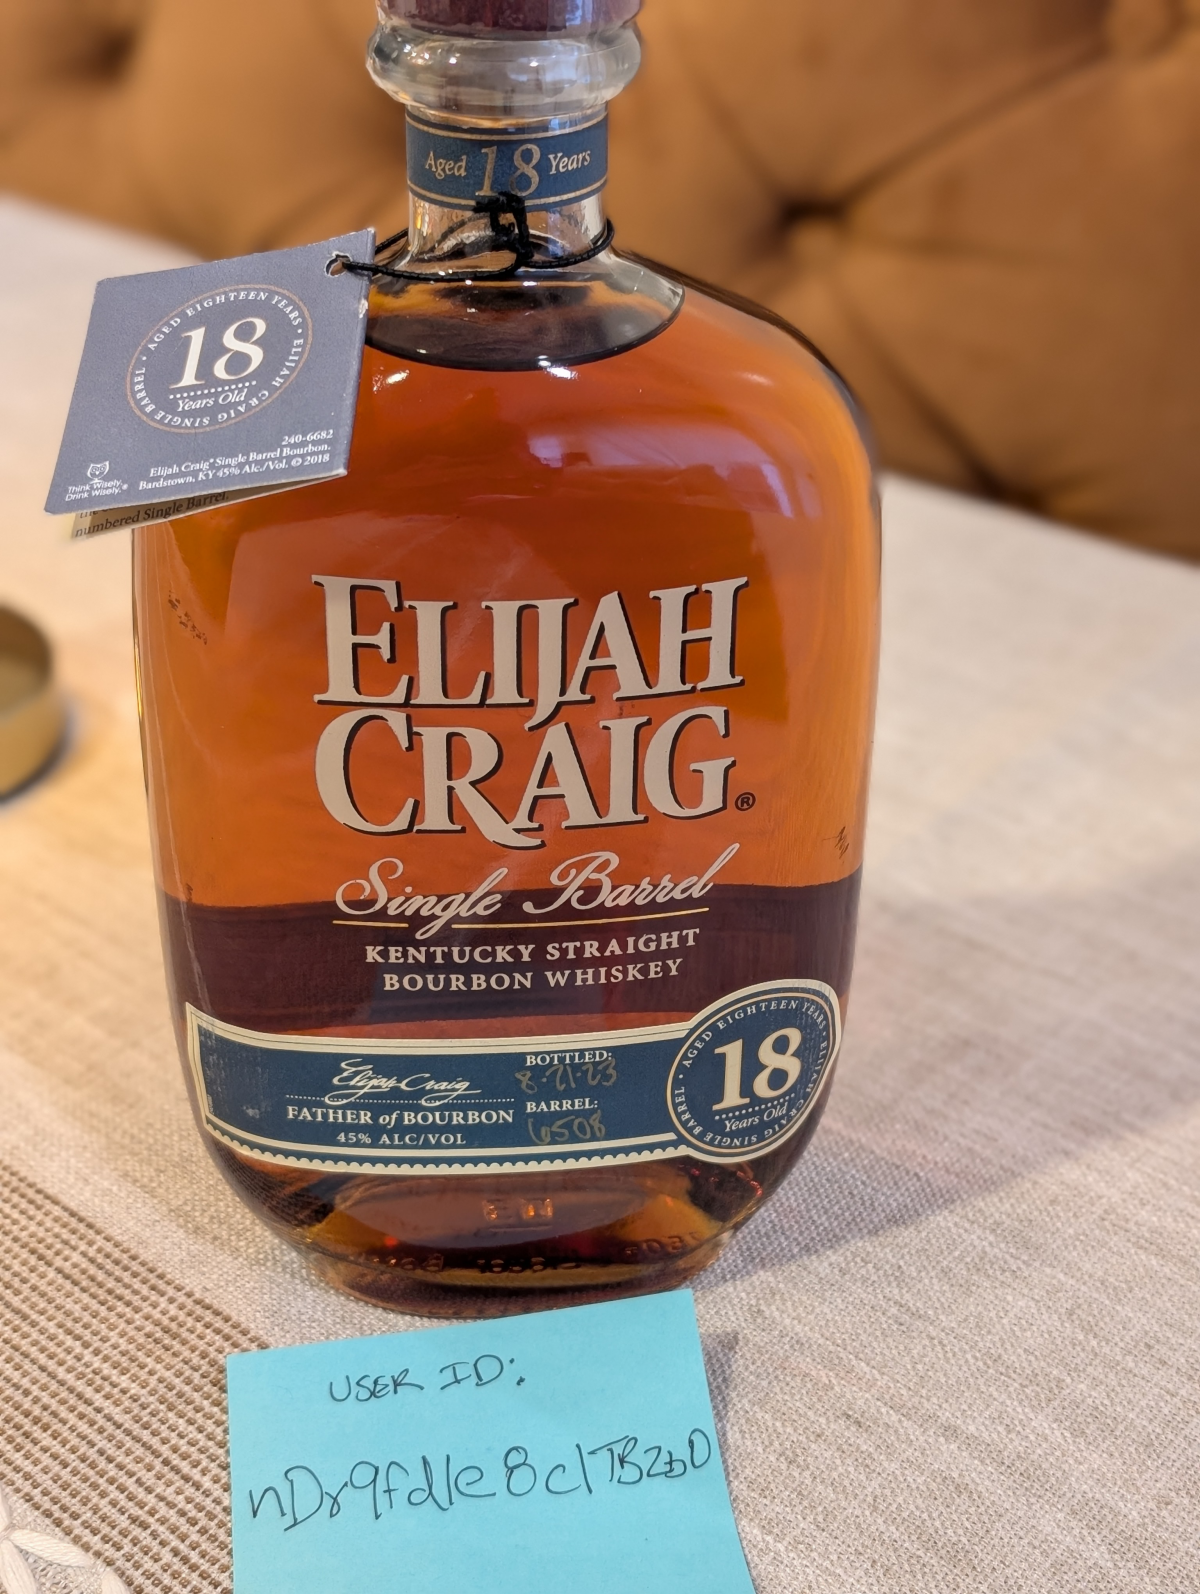 Aged 18 Years
AGED EIGHTEEN YEARS • ELIJAH CRAIG SINGLE BARREL •
18
Years Old
240-6682
Elijah Craig® Single Barrel Bourbon.
Bardstown, KY 45% Alc./Vol. © 2018
Think Wisely.
Drink Wisely.®
numbered Single Barrel,
ELIJAH
CRAIG®
Single Barrel
KENTUCKY STRAIGHT
BOURBON WHISKEY
Elijah Craig
FATHER of BOURBON
45% ALC/VOL
BOTTLED:
8-21-23
BARREL:
6508
AGED EIGHTEEN YEARS • ELIJAH CRAIG SINGLE BARREL •
18
Years Old
USER ID: